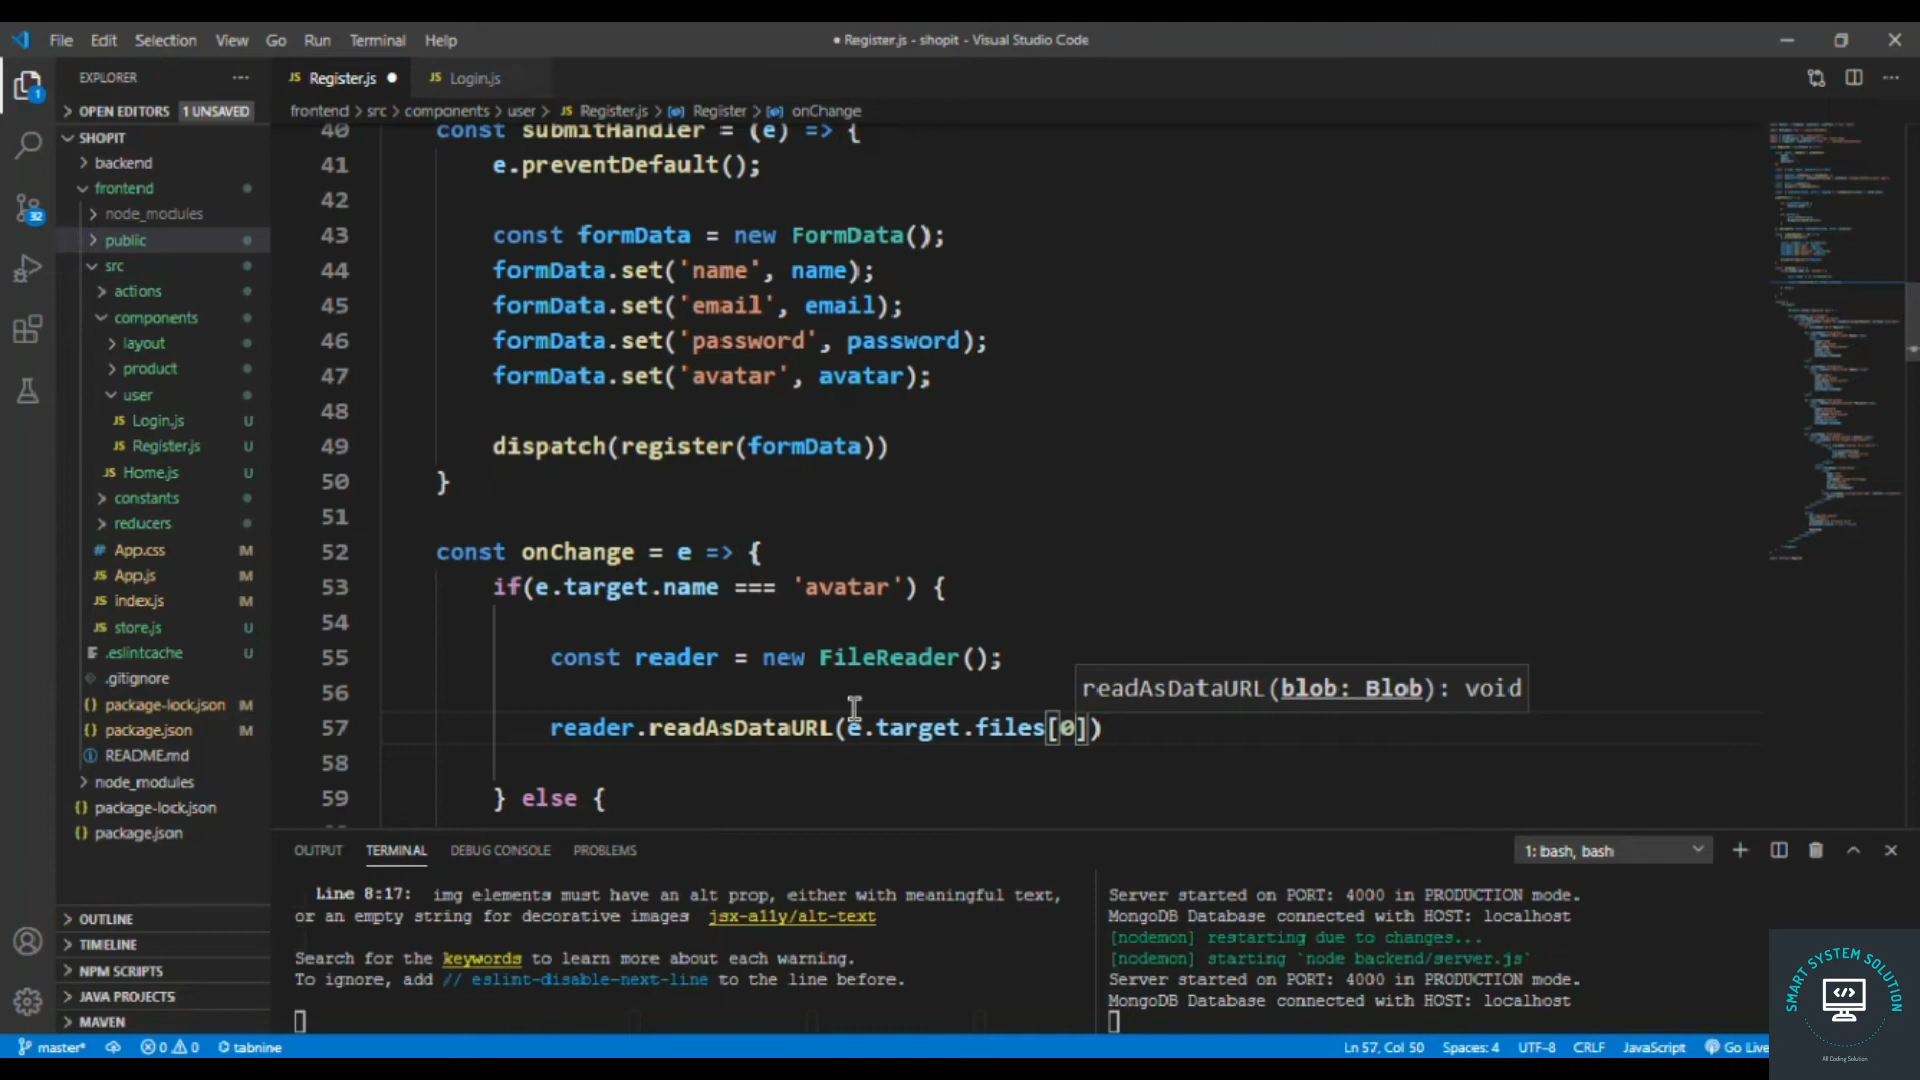 File Edit Selection View Go Run Terminal Help
● Register.js - shopit - Visual Studio Code
EXPLORER ···
JS Register.js ●
JS Login.js
OPEN EDITORS 1 UNSAVED
frontend > src > components > user > JS Register.js > Register > onChange
SHOPIT
backend
frontend
node_modules
public
src
actions
components
layout
product
user
JS Login.js U
JS Register.js U
JS Home.js
constants
reducers
# App.css M
JS App.js M
JS index.js M
JS store.js U
.eslintcache U
.gitignore
{} package-lock.json M
{} package.json M
README.md
node_modules
{} package-lock.json
{} package.json
OUTLINE
TIMELINE
NPM SCRIPTS
JAVA PROJECTS
MAVEN
1
32
40 const submitHandler = (e) => {
41 e.preventDefault();
42
43 const formData = new FormData();
44 formData.set('name', name);
45 formData.set('email', email);
46 formData.set('password', password);
47 formData.set('avatar', avatar);
48
49 dispatch(register(formData))
50 }
51
52 const onChange = e => {
53 if(e.target.name === 'avatar') {
54
55 const reader = new FileReader();
56
readAsDataURL(blob: Blob): void
57 reader.readAsDataURL(e.target.files[0])
58
59 } else {
OUTPUT TERMINAL DEBUG CONSOLE PROBLEMS
1: bash, bash
Line 8:17: img elements must have an alt prop, either with meaningful text,
or an empty string for decorative images jsx-a11y/alt-text
Search for the keywords to learn more about each warning.
To ignore, add // eslint-disable-next-line to the line before.
Server started on PORT: 4000 in PRODUCTION mode.
MongoDB Database connected with HOST: localhost
[nodemon] restarting due to changes...
[nodemon] starting `node backend/server.js`
Server started on PORT: 4000 in PRODUCTION mode.
MongoDB Database connected with HOST: localhost
master* 0 0 tabnine
Ln 57, Col 50 Spaces: 4 UTF-8 CRLF JavaScript Go Live
SMART SYSTEM SOLUTION
</>
All Coding Solution